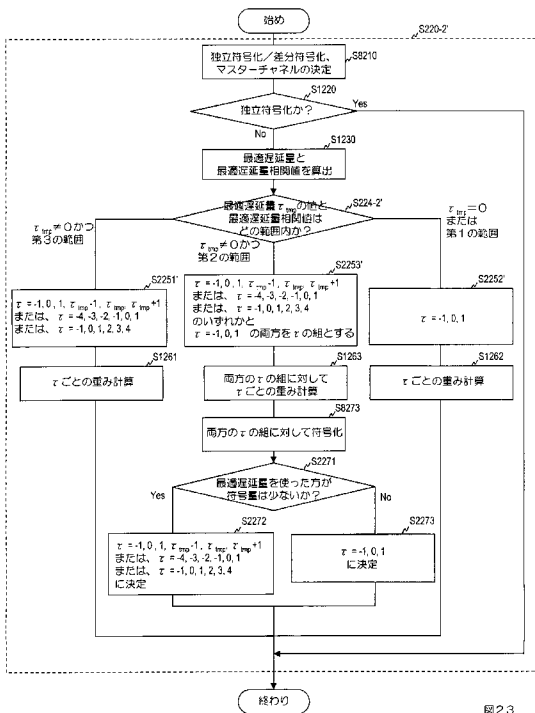 始め
S220-2'
独立符号化/差分符号化、
マスターチャネルの決定
S8210
S1220
独立符号化か?
Yes
No
S1230
最適遅延量と
最適遅延量相関値を算出
S224-2'
最適遅延量τtmpの値と
最適遅延量相関値は
どの範囲内か?
τtmp≠0かつ
第3の範囲
τtmp≠0かつ
第2の範囲
τtmp=0
または
第1の範囲
S2251'
τ = -1, 0, 1, τtmp-1, τtmp, τtmp+1
または、τ = -4, -3, -2, -1, 0, 1
または、τ = -1, 0, 1, 2, 3, 4
S2253'
τ = -1, 0, 1, τtmp-1, τtmp, τtmp+1
または、τ = -4, -3, -2, -1, 0, 1
または、τ = -1, 0, 1, 2, 3, 4
のいずれかと
τ = -1, 0, 1 の両方をτの組とする
S2252'
τ = -1, 0, 1
S1261
τごとの重み計算
S1263
両方のτの組に対して
τごとの重み計算
S1262
τごとの重み計算
S8273
両方のτの組に対して符号化
S2271
最適遅延量を使った方が
符号量は少ないか?
Yes
No
S2272
τ = -1, 0, 1, τtmp-1, τtmp, τtmp+1
または、τ = -4, -3, -2, -1, 0, 1
または、τ = -1, 0, 1, 2, 3, 4
に決定
S2273
τ = -1, 0, 1
に決定
終わり
図23